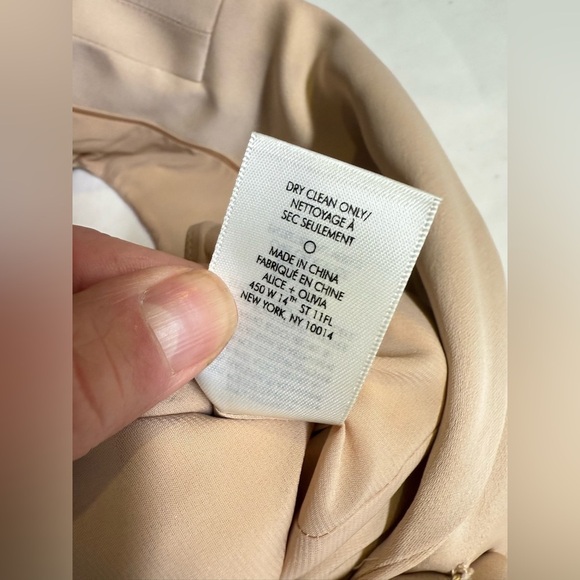 DRY CLEAN ONLY/
NETTOYAGE À
SEC SEULEMENT
MADE IN CHINA
FABRIQUÉ EN CHINE
ALICE + OLIVIA
450 W 14TH ST 11FL
NEW YORK, NY 10014